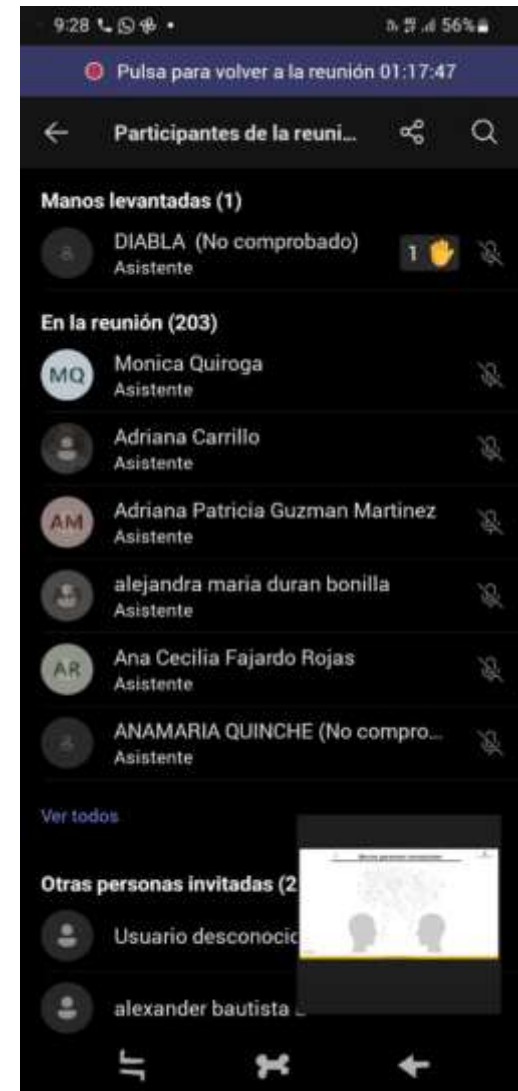 9:28
56%
Pulsa para volver a la reunión 01:17:47
Participantes de la reuni...
Manos levantadas (1)
DIABLA (No comprobado)
1
Asistente
En la reunión (203)
MQ
Monica Quiroga
Asistente
Adriana Carrillo
Asistente
AM
Adriana Patricia Guzman Martinez
Asistente
alejandra maria duran bonilla
Asistente
AR
Ana Cecilia Fajardo Rojas
Asistente
ANAMARIA QUINCHE (No compro...
Asistente
Ver todos
Otras personas invitadas (2
Usuario desconoci
alexander bautista